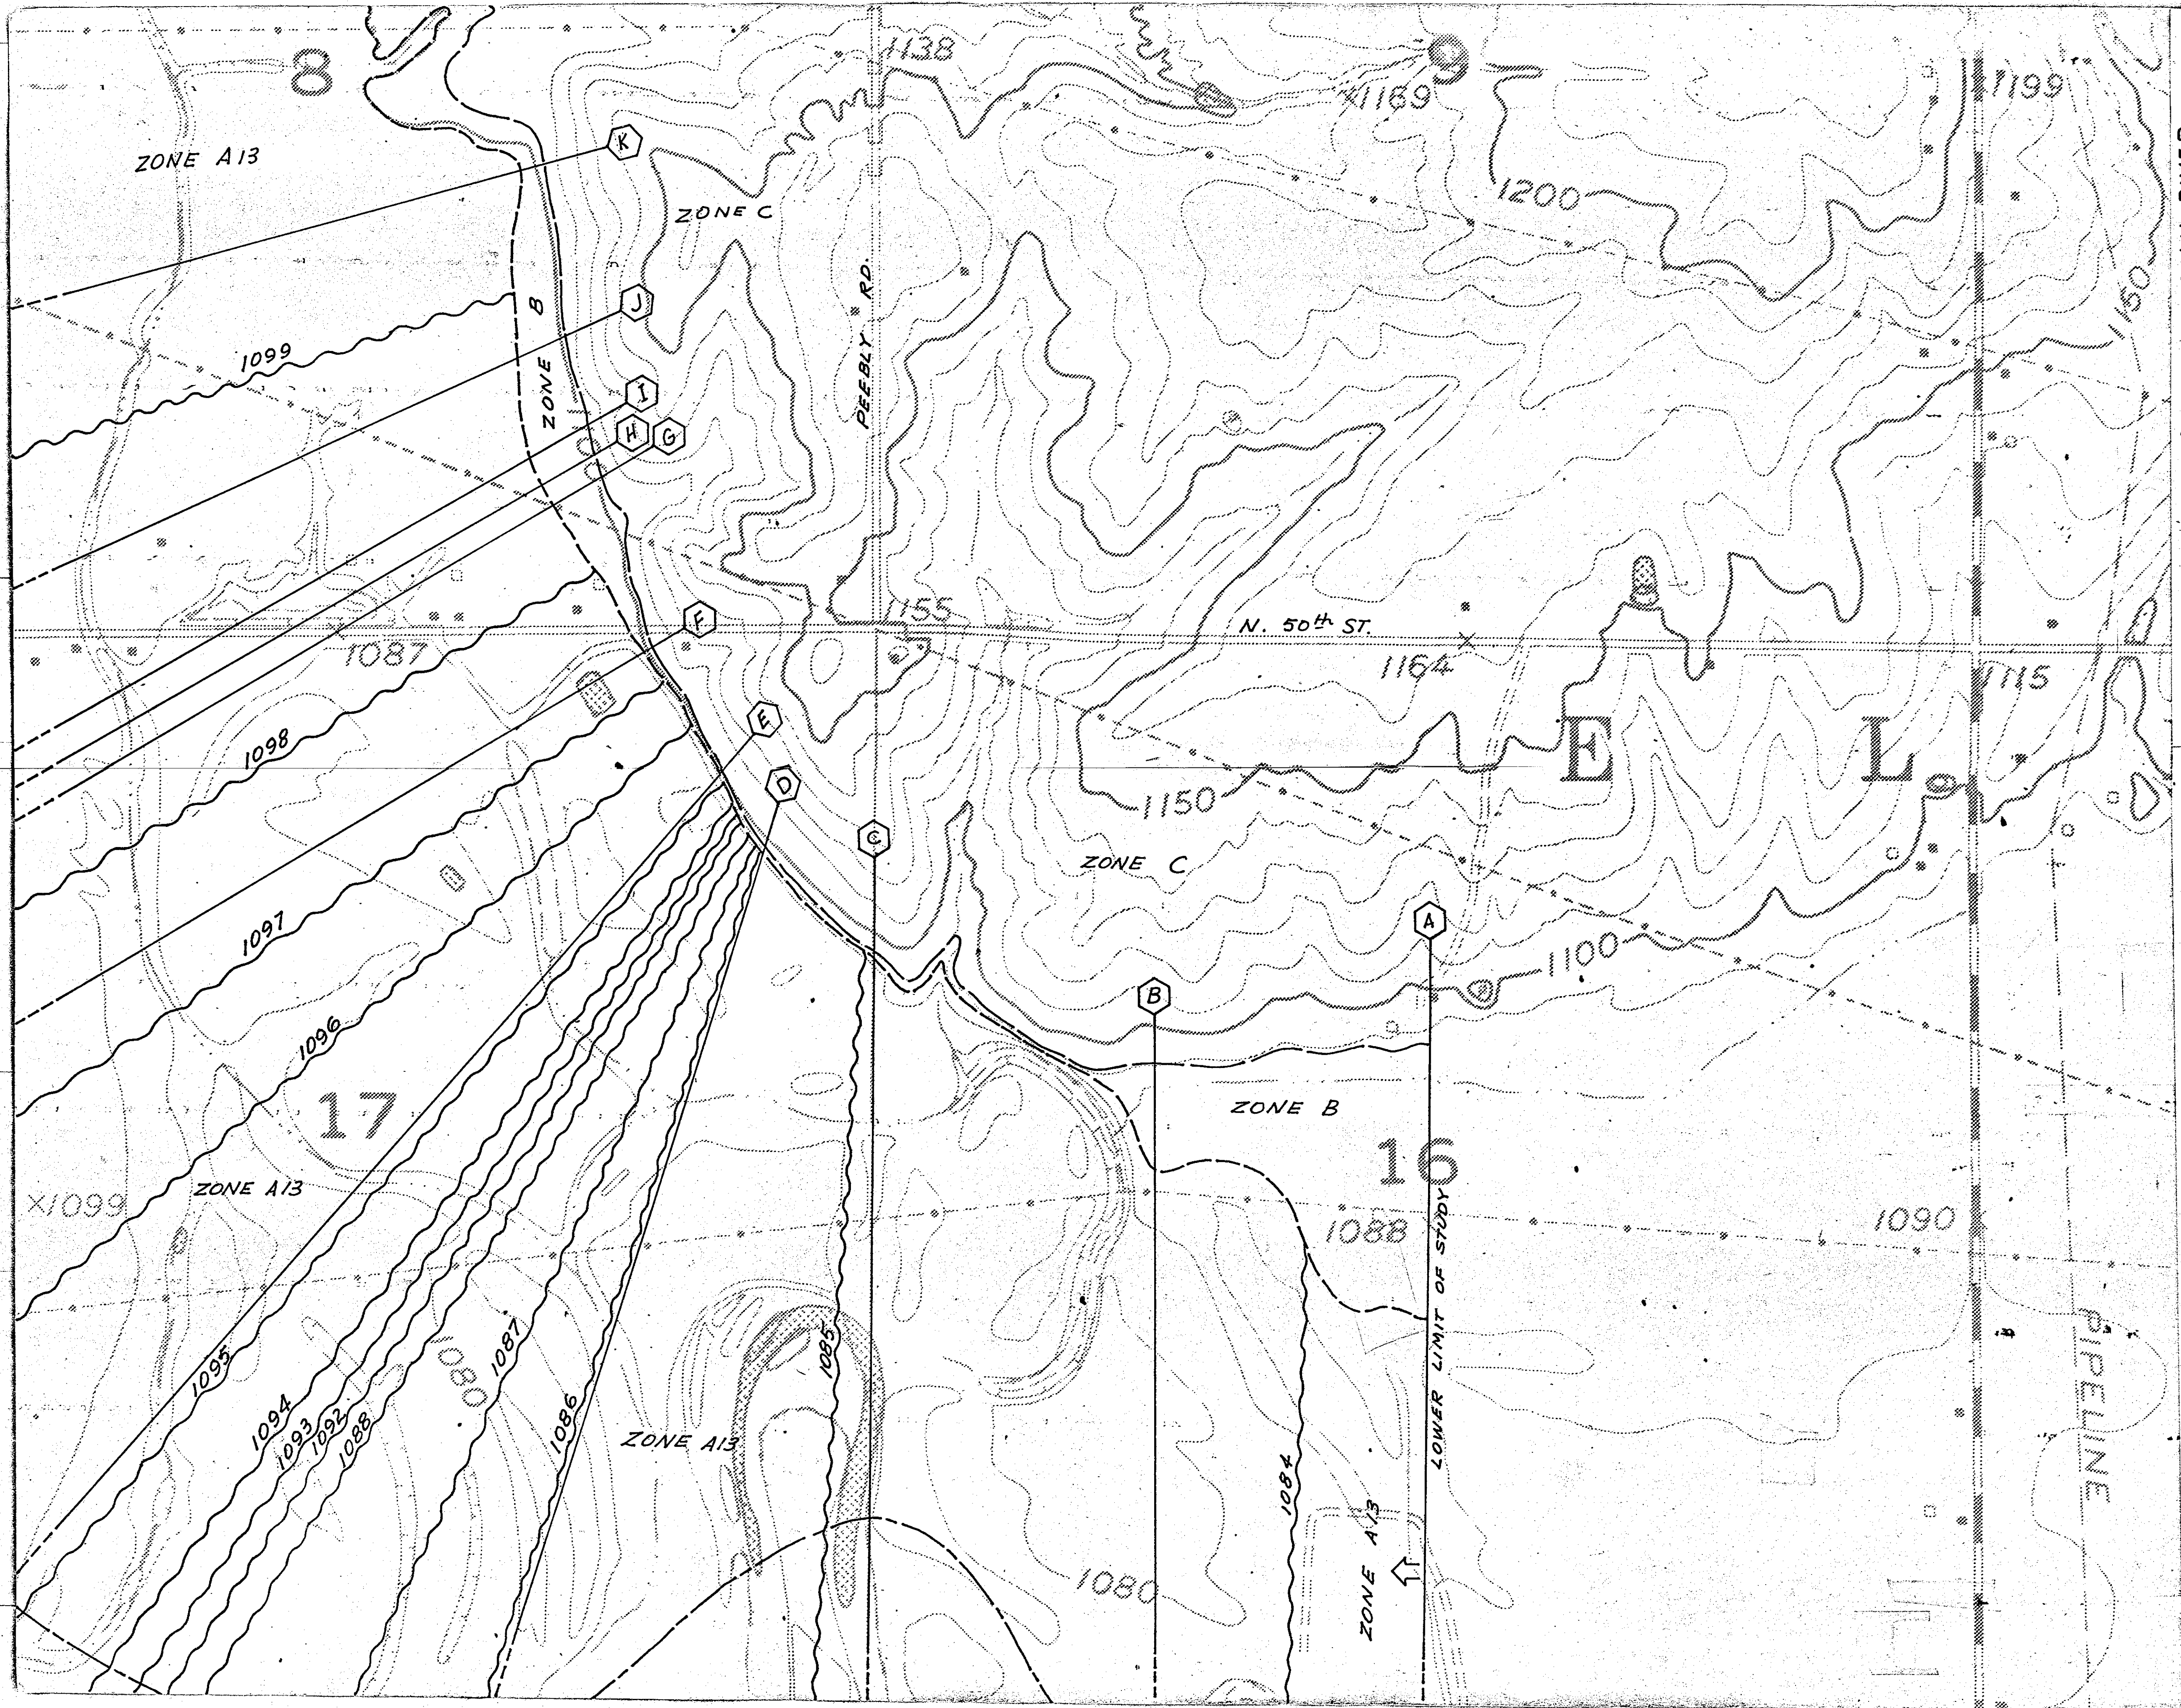 8
1138
9
X1169
1199
K
ZONE A13
ZONE C
1200
1150
J
ZONE B
PEEBLY RD.
1099
I
H
G
F
1155
N. 50th ST.
1087
1164
1115
E
E L
D
1098
1150
C
ZONE C
A
1097
1100
B
1096
17
ZONE B
16
ZONE A13
X1099
1088
1090
LOWER LIMIT OF STUDY
PIPELINE
1095
1080
1087
1085
1094
1093
1092
1088
1086
ZONE A13
1084
ZONE A13
1080